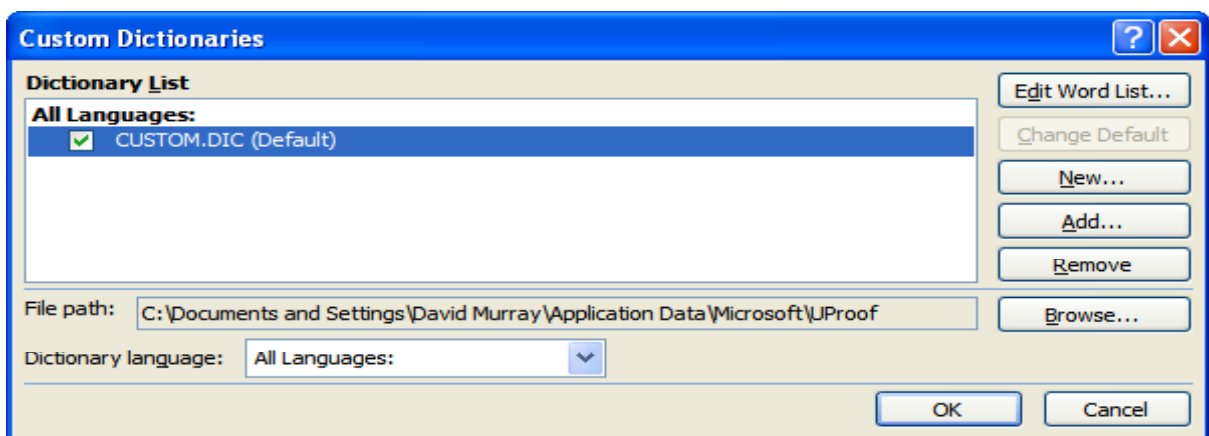 Custom Dictionaries
?
Dictionary List
Edit Word List...
All Languages:
CUSTOM.DIC (Default)
Change Default
New...
Add...
Remove
File path: C:\Documents and Settings\David Murray\Application Data\Microsoft\UProof
Browse...
Dictionary language: All Languages:
OK Cancel